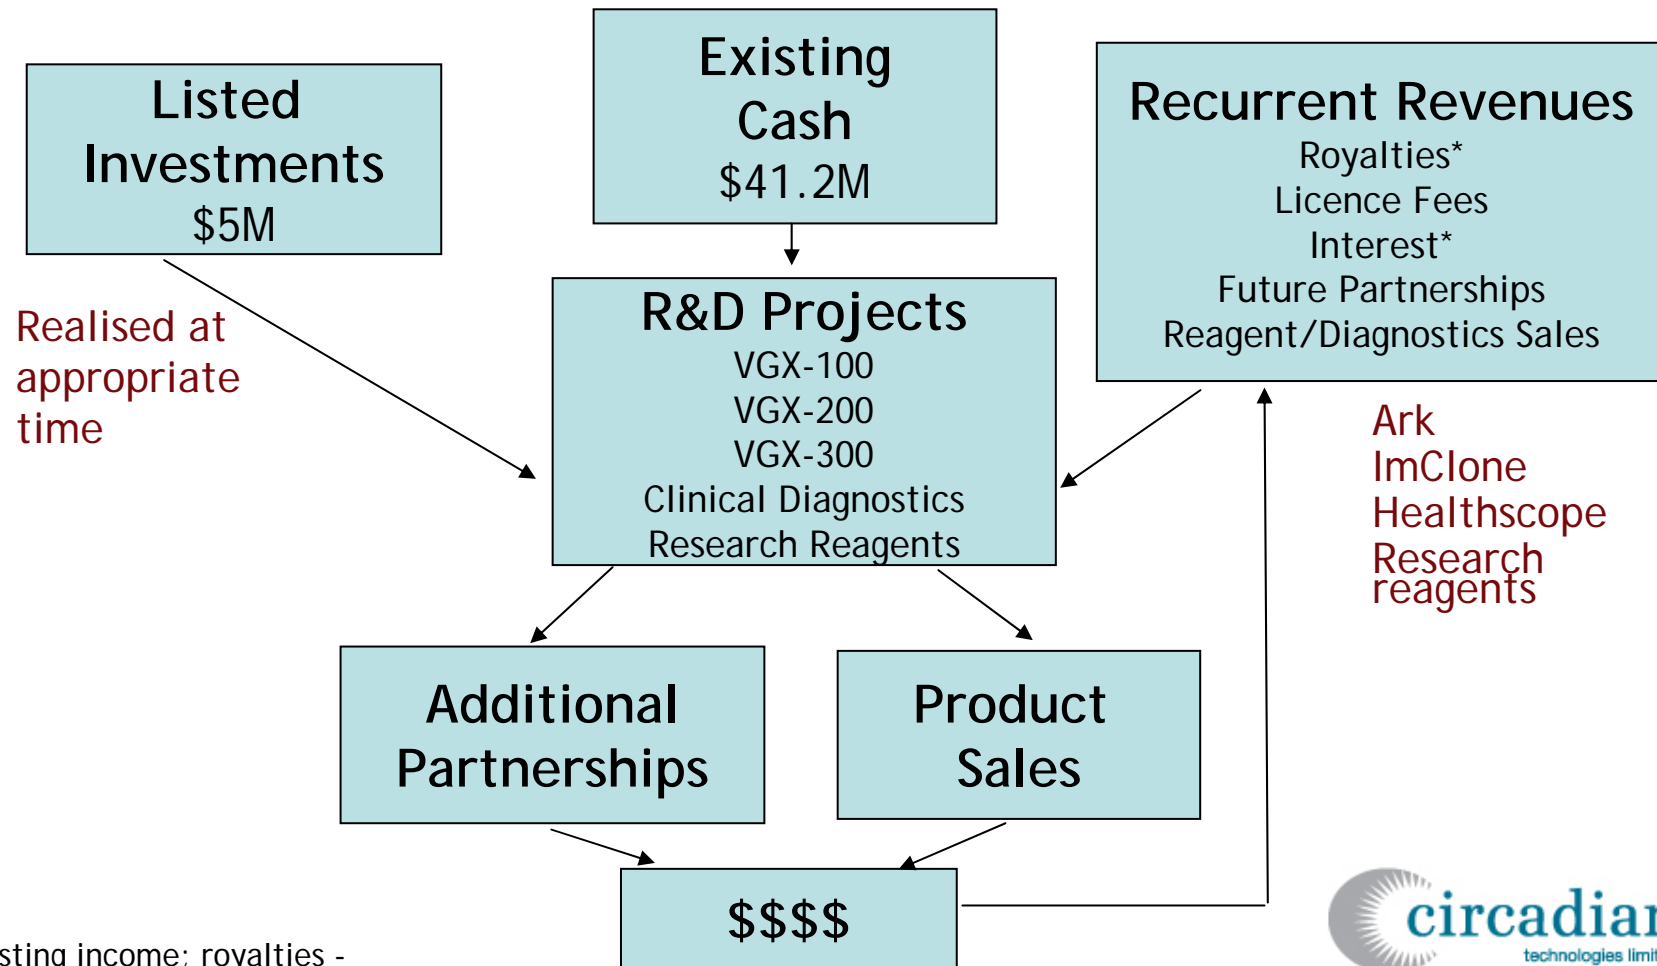 Listed
Investments
$5M
Existing
Cash
$41.2M
Recurrent Revenues
Royalties*
Licence Fees
Interest*
Future Partnerships
Reagent/Diagnostics Sales
Realised at
appropriate
time
R&D Projects
VGX-100
VGX-200
VGX-300
Clinical Diagnostics
Research Reagents
Ark
ImClone
Healthscope
Research
reagents
Additional
Partnerships
Product
Sales
$$$$
income; royalties -
circadian
technologies